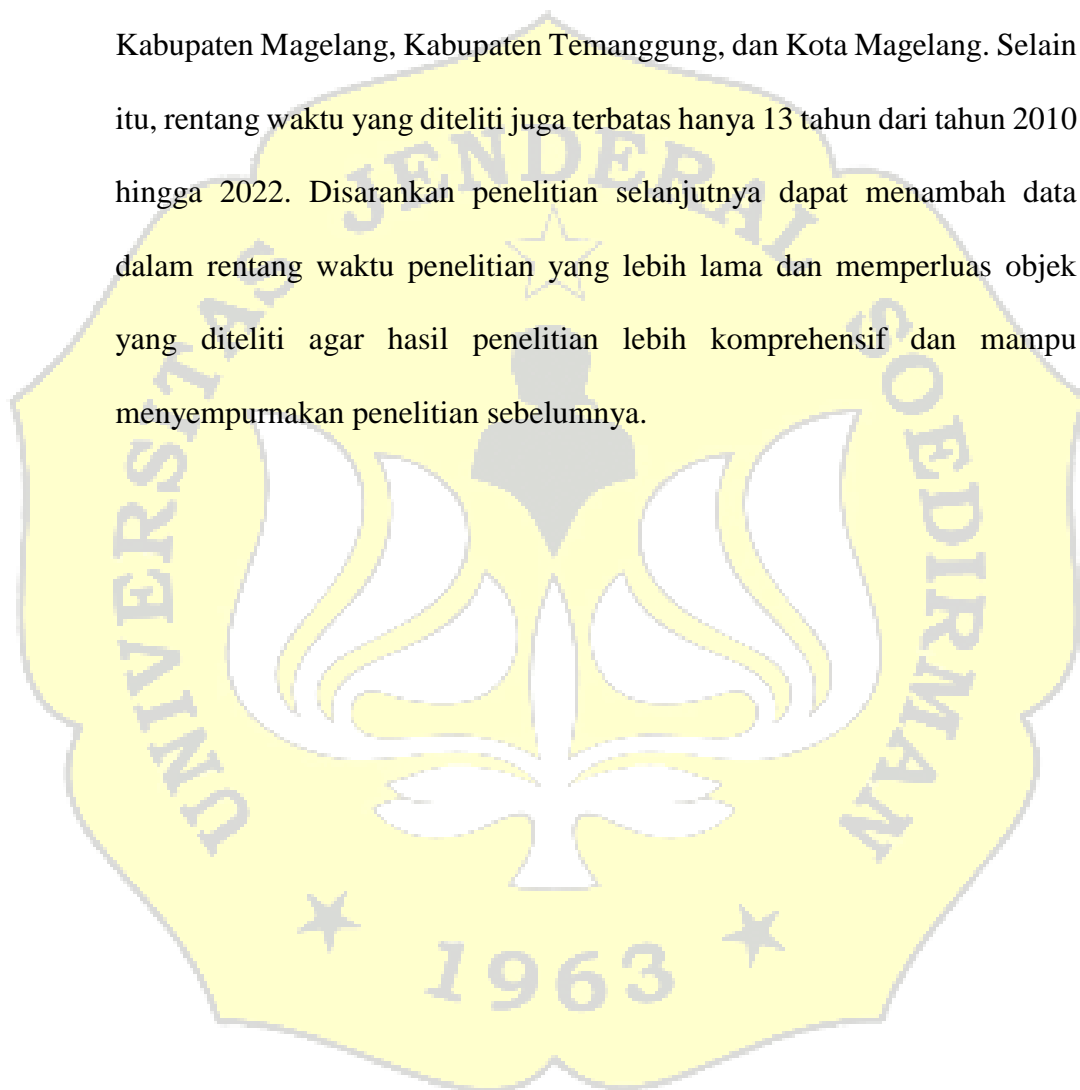 Kabupaten Magelang, Kabupaten Temanggung, dan Kota Magelang. Selain
itu, rentang waktu yang diteliti juga terbatas hanya 13 tahun dari tahun 2010
hingga 2022. Disarankan penelitian selanjutnya dapat menambah data
dalam rentang waktu penelitian yang lebih lama dan memperluas objek
yang diteliti agar hasil penelitian lebih komprehensif dan mampu
menyempurnakan penelitian sebelumnya.
UNIVERSITAS JENDERAL SOEDIRMAN
1963